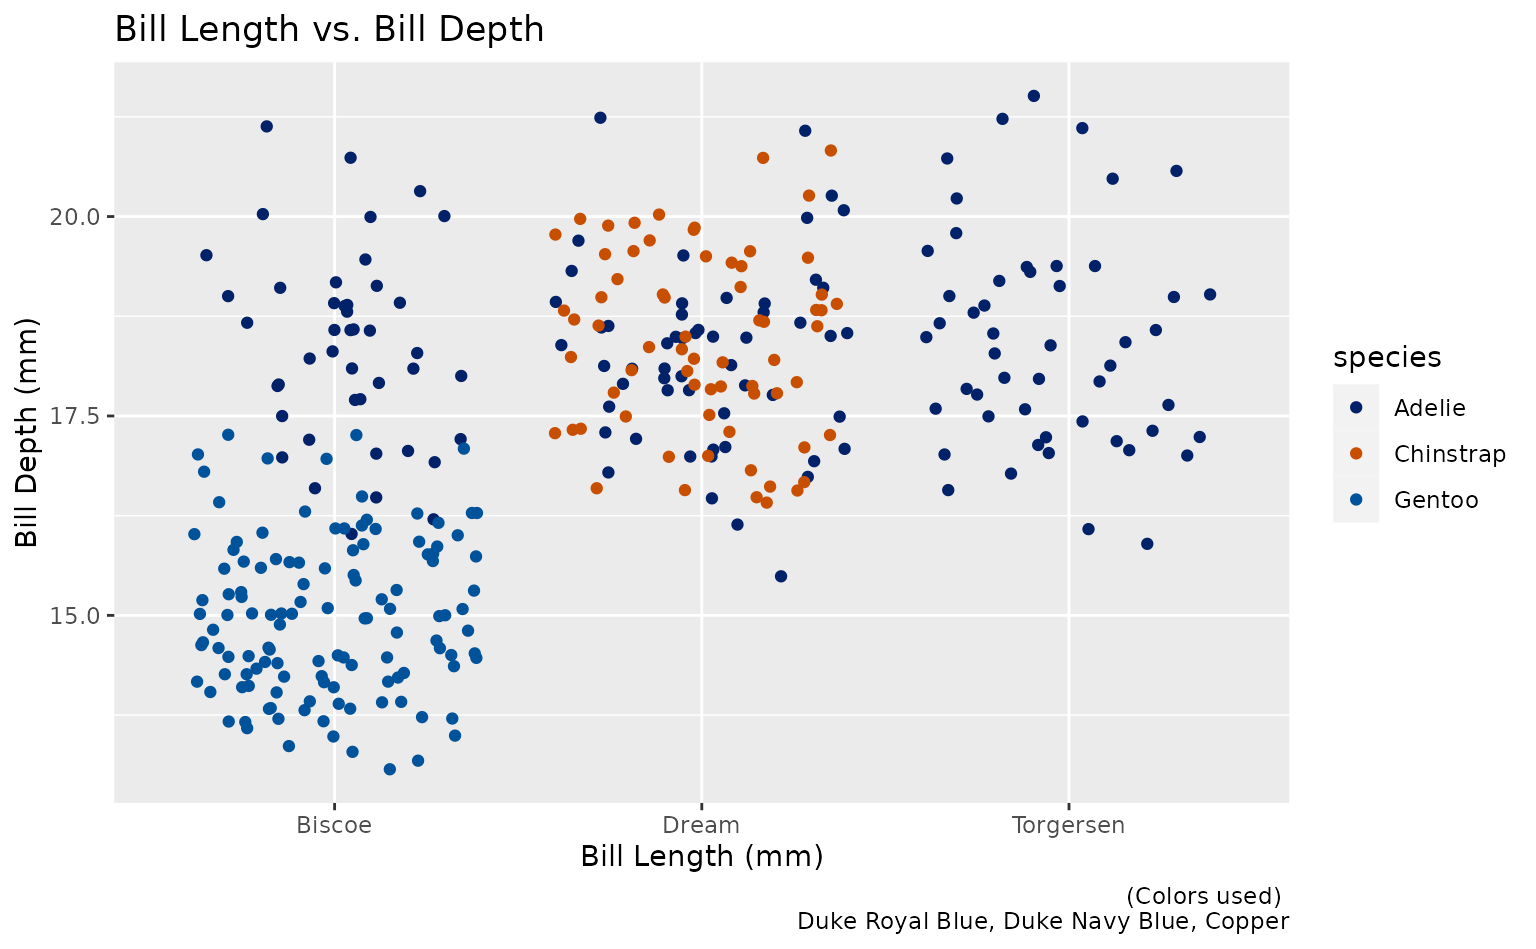 Bill Length vs. Bill Depth
Bill Depth (mm)
20.0
17.5
15.0
Biscoe Dream Torgersen
Bill Length (mm)
species
Adelie
Chinstrap
Gentoo
(Colors used)
Duke Royal Blue, Duke Navy Blue, Copper